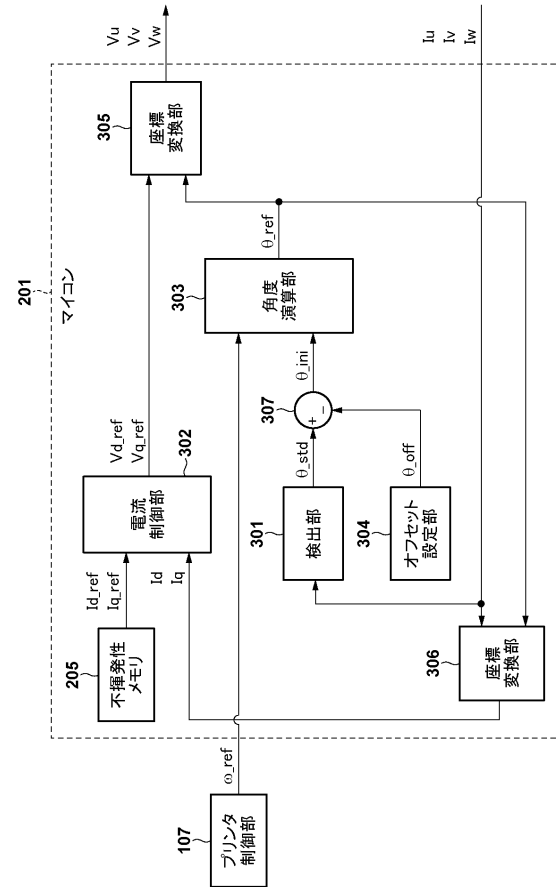 201
マイコン
107
プリンタ
制御部
ω_ref
205
不揮発性
メモリ
Id_ref
Iq_ref
Id
Iq
302
電流
制御部
Vd_ref
Vq_ref
305
座標
変換部
Vu
Vv
Vw
303
角度
演算部
θ_ref
θ_ini
307
+
−
θ_std
301
検出部
θ_off
304
オフセット
設定部
306
座標
変換部
Iu
Iv
Iw